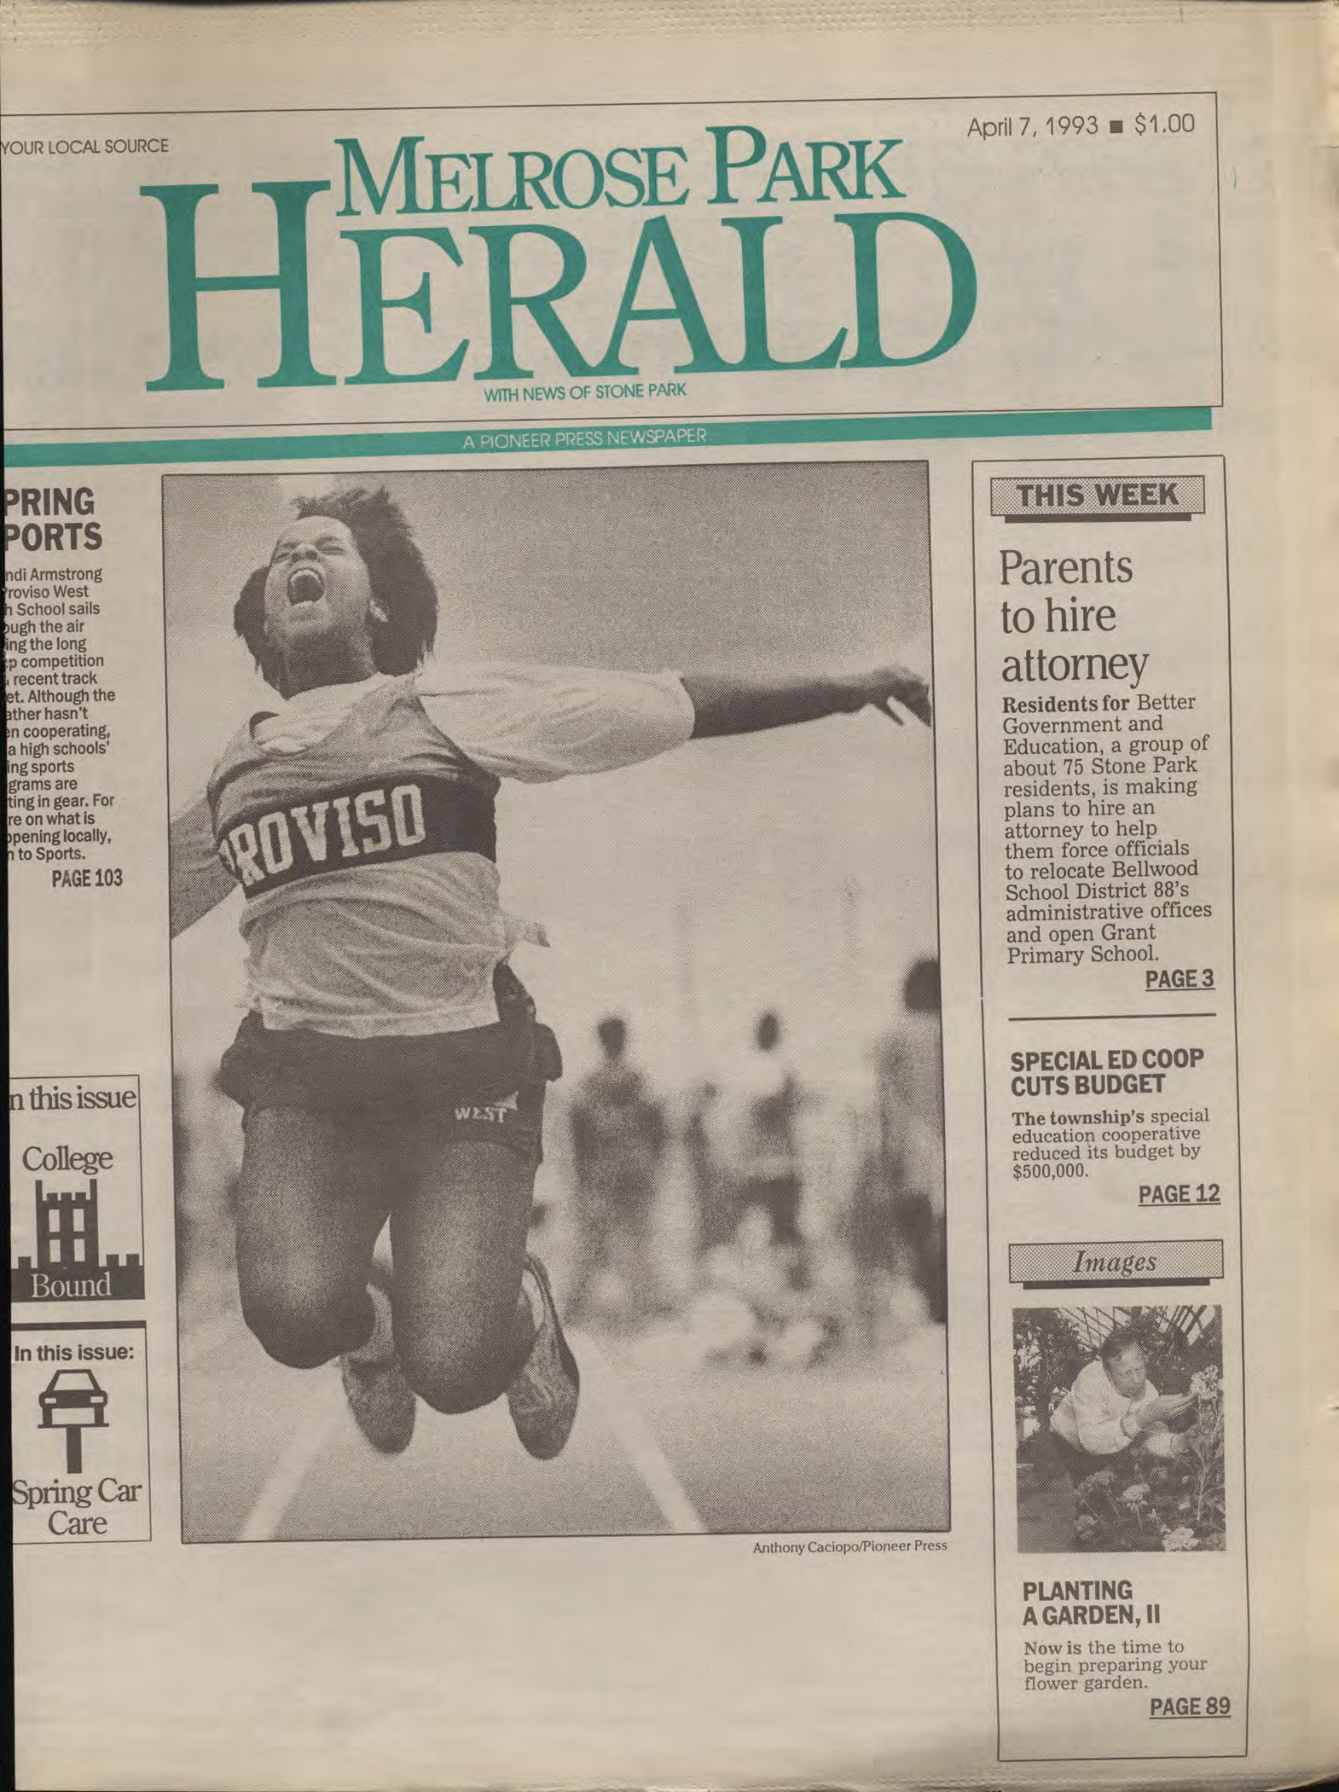 YOUR LOCAL SOURCE
April 7, 1993 ■ $1.00
MELROSE PARK
HERALD
WITH NEWS OF STONE PARK
A PIONEER PRESS NEWSPAPER
PRING
PORTS
ndi Armstrong
roviso West
h School sails
ough the air
ing the long
p competition
recent track
et. Although the
ather hasn't
en cooperating,
a high schools'
ing sports
grams are
ting in gear. For
re on what is
pening locally,
n to Sports.
PAGE 103
n this issue
College
Bound
In this issue:
Spring Car
Care
PROVISO
WEST
Anthony Caciopo/Pioneer Press
THIS WEEK
Parents
to hire
attorney
Residents for Better
Government and
Education, a group of
about 75 Stone Park
residents, is making
plans to hire an
attorney to help
them force officials
to relocate Bellwood
School District 88's
administrative offices
and open Grant
Primary School.
PAGE 3
SPECIAL ED COOP
CUTS BUDGET
The township's special
education cooperative
reduced its budget by
$500,000.
PAGE 12
Images
PLANTING
A GARDEN, II
Now is the time to
begin preparing your
flower garden.
PAGE 89